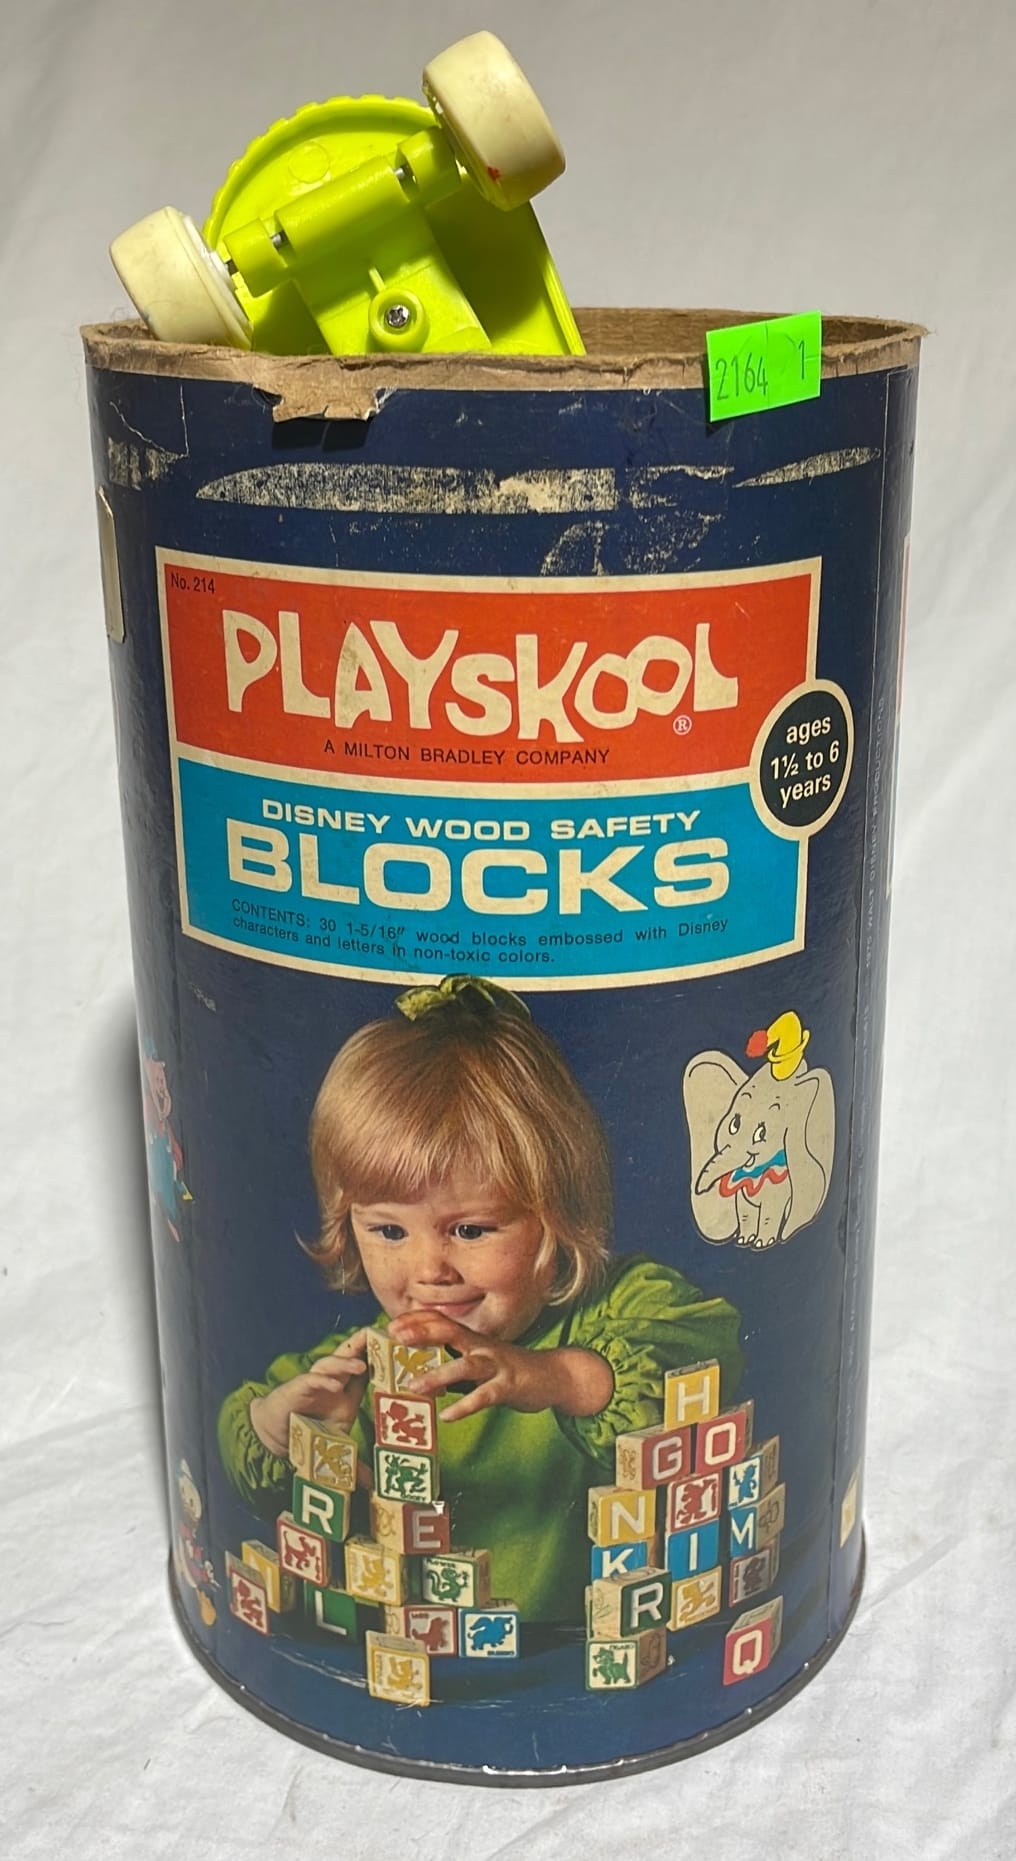 2164 1
No. 214
PLAYSKOOL®
A MILTON BRADLEY COMPANY
ages
1½ to 6
years
DISNEY WOOD SAFETY
BLOCKS
CONTENTS: 30 1-5/16" wood blocks embossed with Disney
characters and letters in non-toxic colors.
H
G O
R
E
N
K I M
L
R
Q